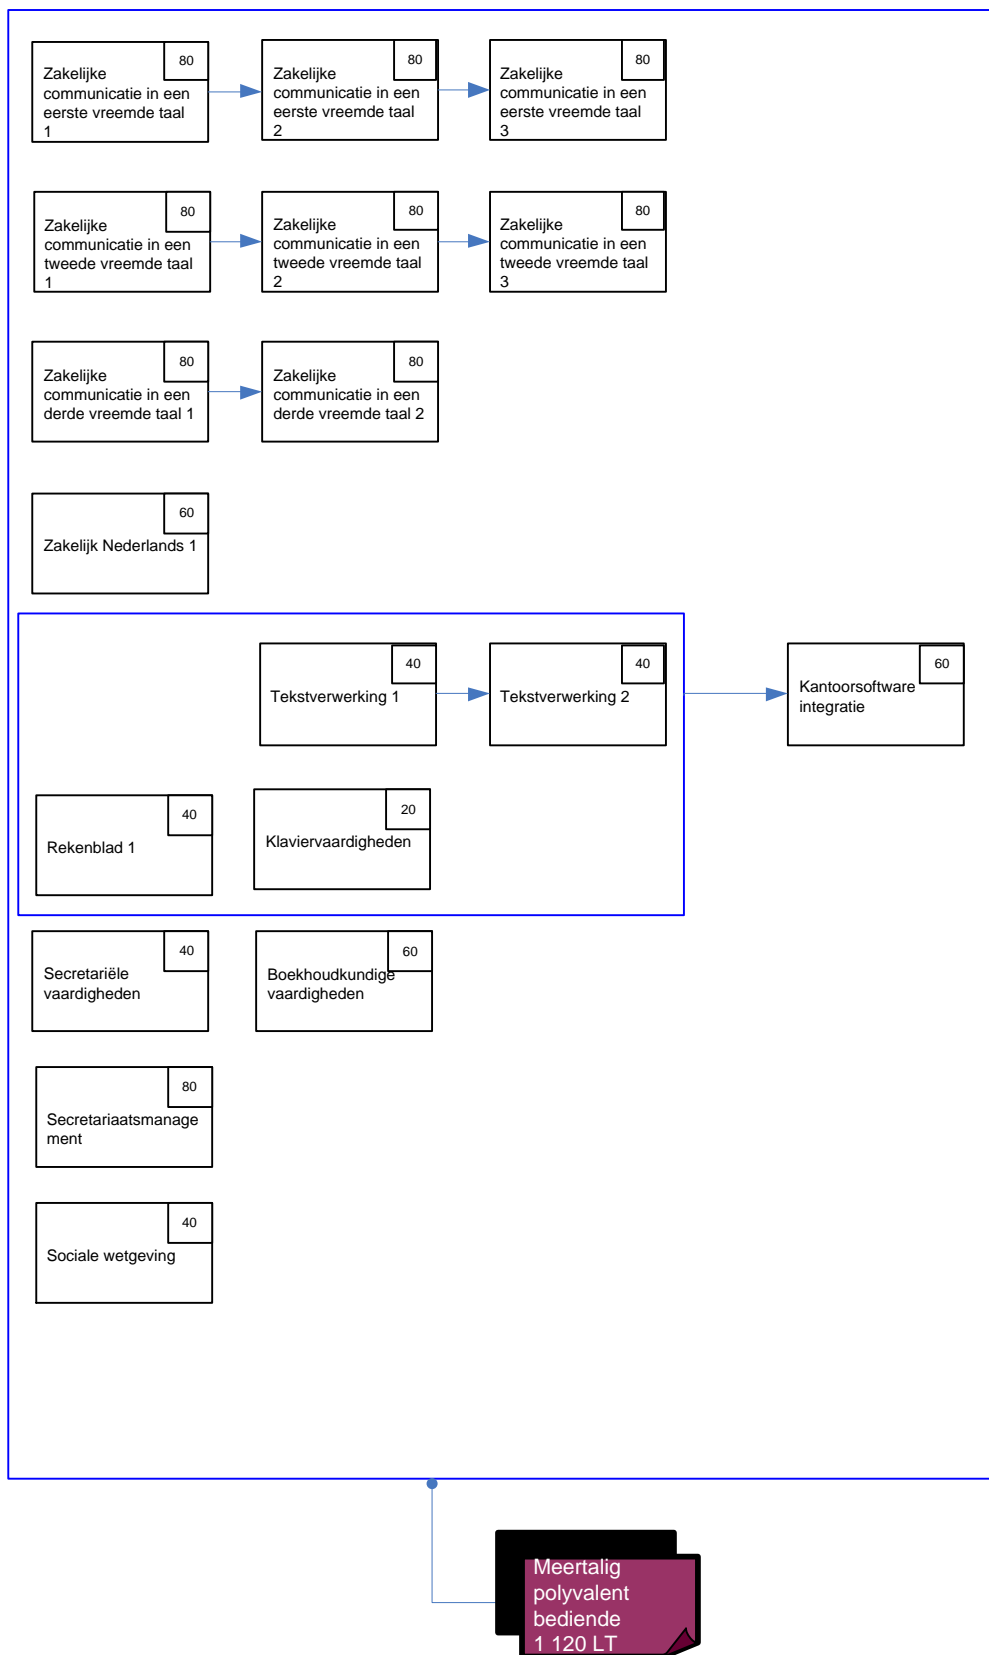 80
Zakelijke
communicatie in een
eerste vreemde taal
1
80
Zakelijke
communicatie in een
eerste vreemde taal
2
80
Zakelijke
communicatie in een
eerste vreemde taal
3
80
Zakelijke
communicatie in een
tweede vreemde taal
1
80
Zakelijke
communicatie in een
tweede vreemde taal
2
80
Zakelijke
communicatie in een
tweede vreemde taal
3
80
Zakelijke
communicatie in een
derde vreemde taal 1
80
Zakelijke
communicatie in een
derde vreemde taal 2
60
Zakelijk Nederlands 1
40
Tekstverwerking 1
40
Tekstverwerking 2
60
Kantoorsoftware
integratie
40
Rekenblad 1
20
Klaviervaardigheden
40
Secretariële
vaardigheden
60
Boekhoudkundige
vaardigheden
80
Secretariaatsmanage
ment
40
Sociale wetgeving
Meertalig
polyvalent
bediende
1 120 LT